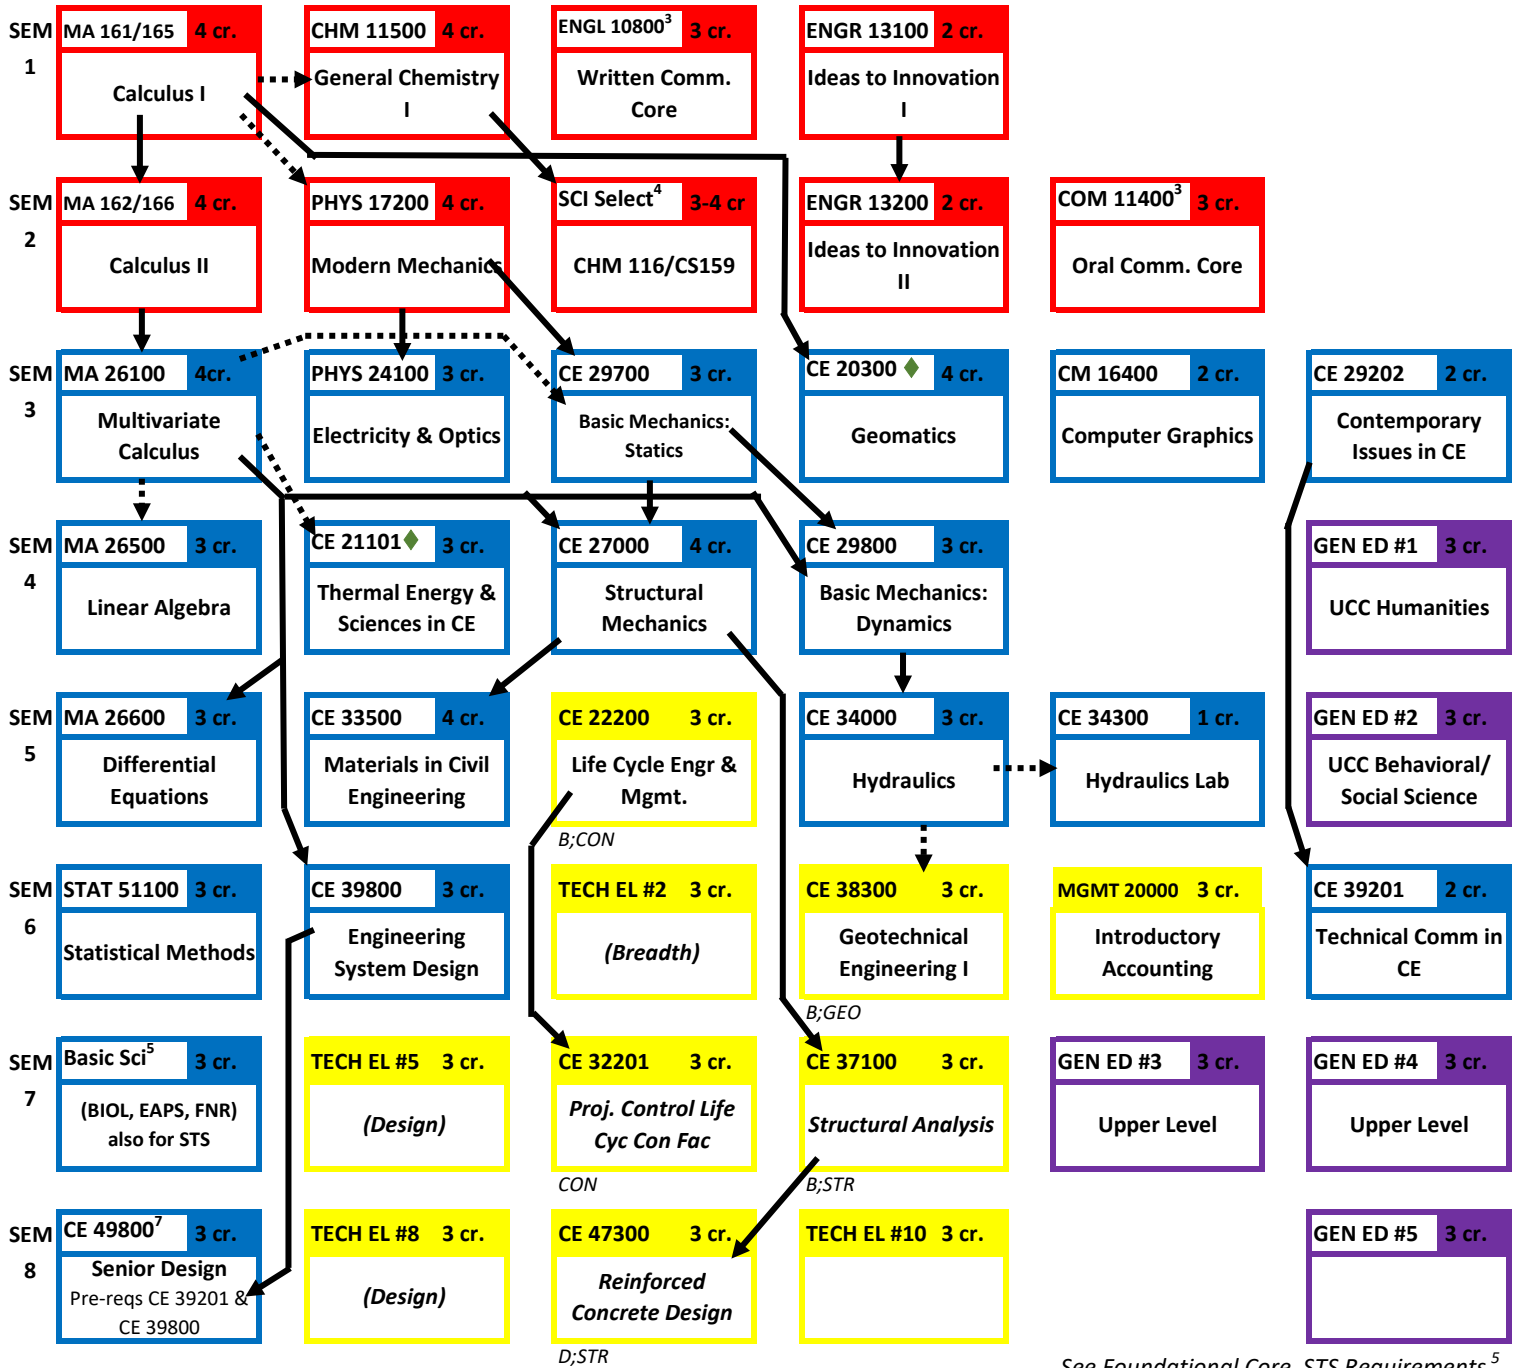 SEM 1
MA 161/165 4 cr.
Calculus I
CHM 11500 4 cr.
General Chemistry
I
ENGL 10800³ 3 cr.
Written Comm.
Core
ENGR 13100 2 cr.
Ideas to Innovation
I
SEM 2
MA 162/166 4 cr.
Calculus II
PHYS 17200 4 cr.
Modern Mechanics
SCI Select⁴ 3-4 cr
CHM 116/CS159
ENGR 13200 2 cr.
Ideas to Innovation
II
COM 11400³ 3 cr.
Oral Comm. Core
SEM 3
MA 26100 4cr.
Multivariate
Calculus
PHYS 24100 3 cr.
Electricity & Optics
CE 29700 3 cr.
Basic Mechanics:
Statics
CE 20300 ♦ 4 cr.
Geomatics
CM 16400 2 cr.
Computer Graphics
CE 29202 2 cr.
Contemporary
Issues in CE
SEM 4
MA 26500 3 cr.
Linear Algebra
CE 21101♦ 3 cr.
Thermal Energy &
Sciences in CE
CE 27000 4 cr.
Structural
Mechanics
CE 29800 3 cr.
Basic Mechanics:
Dynamics
GEN ED #1 3 cr.
UCC Humanities
SEM 5
MA 26600 3 cr.
Differential
Equations
CE 33500 4 cr.
Materials in Civil
Engineering
CE 22200 3 cr.
Life Cycle Engr &
Mgmt.
B;CON
CE 34000 3 cr.
Hydraulics
CE 34300 1 cr.
Hydraulics Lab
GEN ED #2 3 cr.
UCC Behavioral/
Social Science
SEM 6
STAT 51100 3 cr.
Statistical Methods
CE 39800 3 cr.
Engineering
System Design
TECH EL #2 3 cr.
(Breadth)
CE 38300 3 cr.
Geotechnical
Engineering I
B;GEO
MGMT 20000 3 cr.
Introductory
Accounting
CE 39201 2 cr.
Technical Comm in
CE
SEM 7
Basic Sci⁵ 3 cr.
(BIOL, EAPS, FNR)
also for STS
TECH EL #5 3 cr.
(Design)
CE 32201 3 cr.
Proj. Control Life
Cyc Con Fac
CON
CE 37100 3 cr.
Structural Analysis
B;STR
GEN ED #3 3 cr.
Upper Level
GEN ED #4 3 cr.
Upper Level
SEM 8
CE 49800⁷ 3 cr.
Senior Design
Pre-reqs CE 39201 &
CE 39800
TECH EL #8 3 cr.
(Design)
CE 47300 3 cr.
Reinforced
Concrete Design
D;STR
TECH EL #10 3 cr.
GEN ED #5 3 cr.
See Foundational Core, STS Requirements ⁵